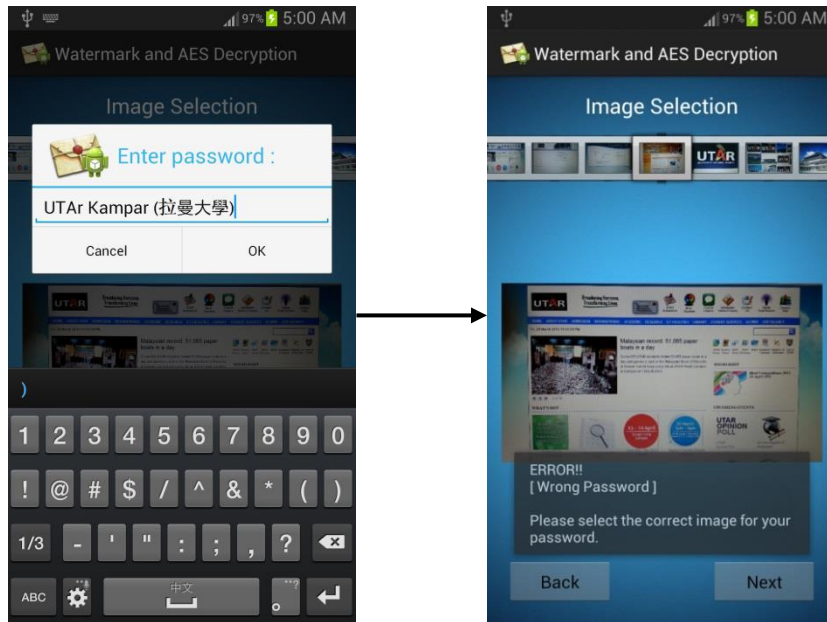 97% 5:00 AM
Watermark and AES Decryption
Image Selection
Enter password :
UTAr Kampar (拉曼大學)
Cancel
OK
UTAR
)
1 2 3 4 5 6 7 8 9 0
! @ # $ / ^ & * ( )
1/3 - ' " : ; , ?
ABC 中文 。
97% 5:00 AM
Watermark and AES Decryption
Image Selection
UTAR
UTAR
Malaysian record: 51,085 paper
boats in a day
UTAR
OPINION
POLL
ERROR!!
[ Wrong Password ]
Please select the correct image for your
password.
Back
Next